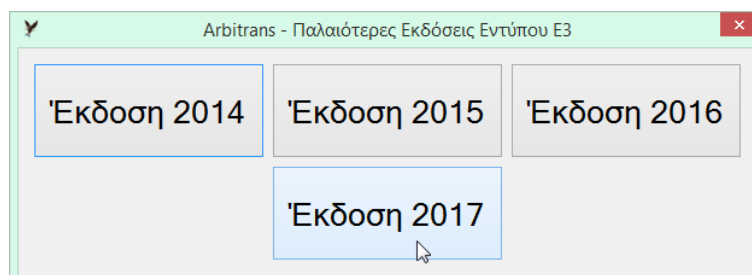 Arbitrans - Παλαιότερες Εκδόσεις Εντύπου Ε3
Έκδοση 2014 Έκδοση 2015 Έκδοση 2016
Έκδοση 2017